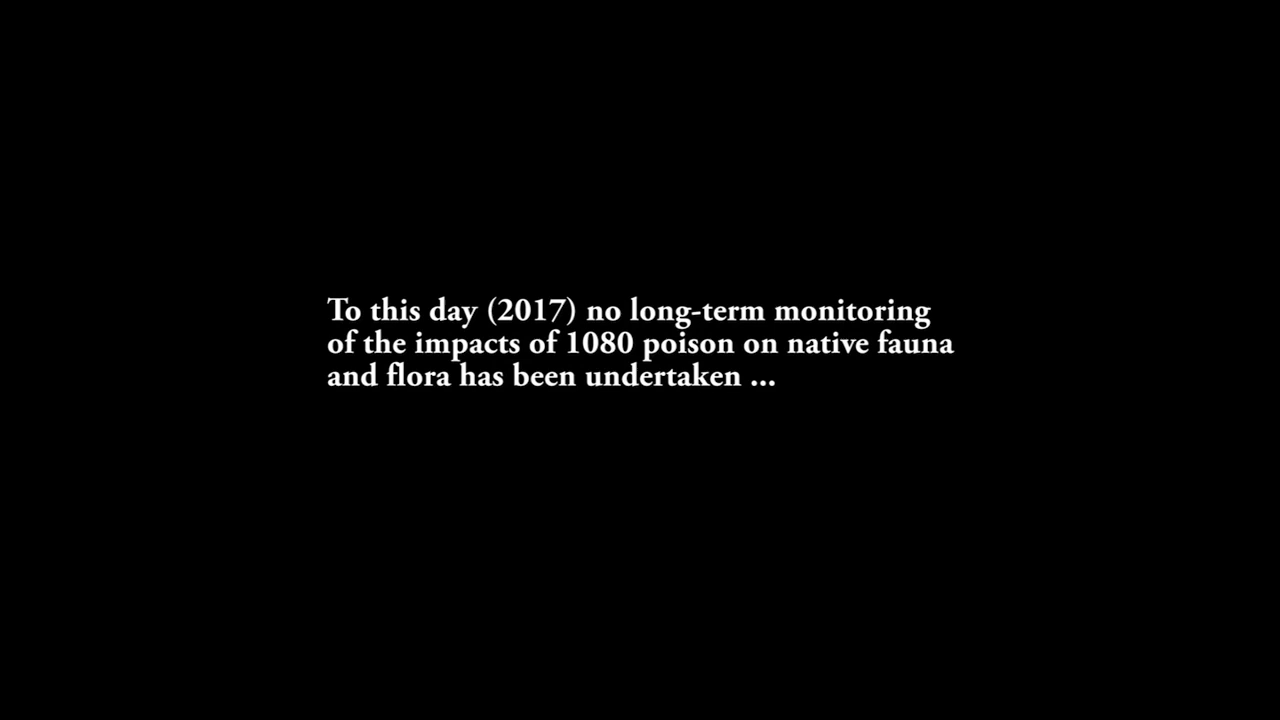 To this day (2017) no long-term monitoring
of the impacts of 1080 poison on native fauna
and flora has been undertaken ...